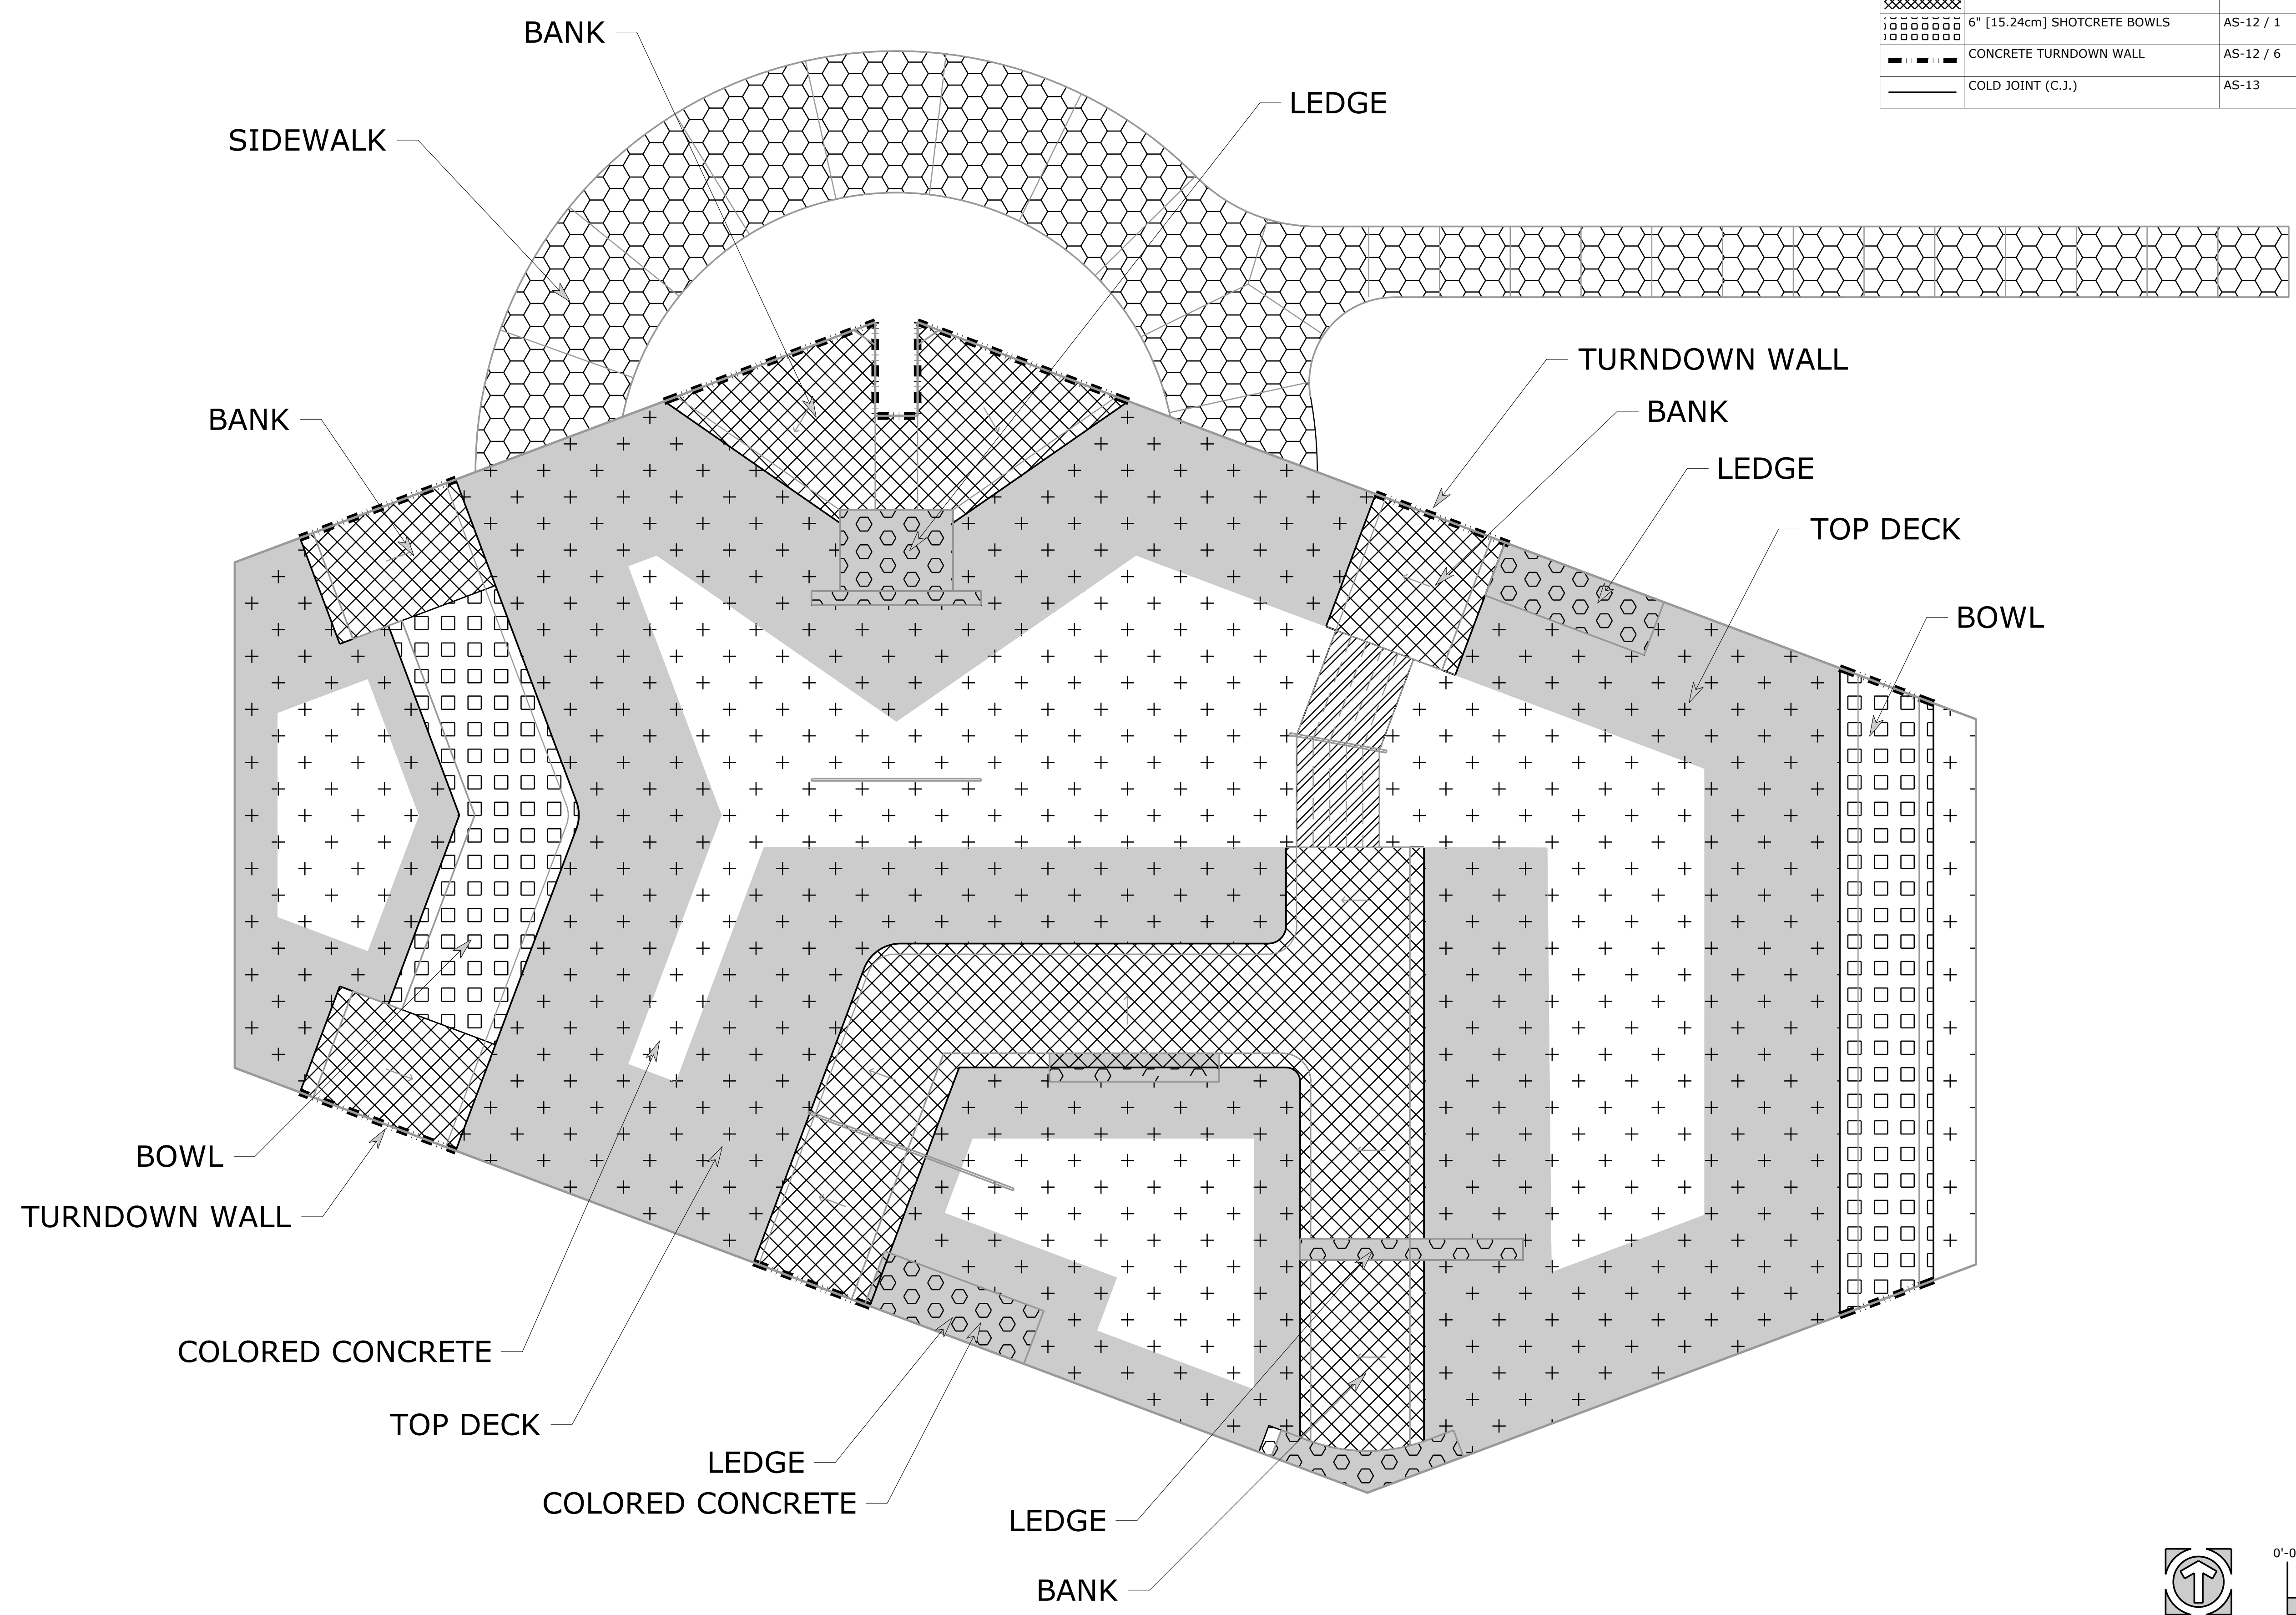 BANK
6" [15.24cm] SHOTCRETE BOWLS AS-12 / 1
CONCRETE TURNDOWN WALL AS-12 / 6
COLD JOINT (C.J.) AS-13
LEDGE
SIDEWALK
TURNDOWN WALL
BANK
BANK
LEDGE
TOP DECK
BOWL
BOWL
TURNDOWN WALL
COLORED CONCRETE
TOP DECK
LEDGE
COLORED CONCRETE
LEDGE
BANK
0'-0